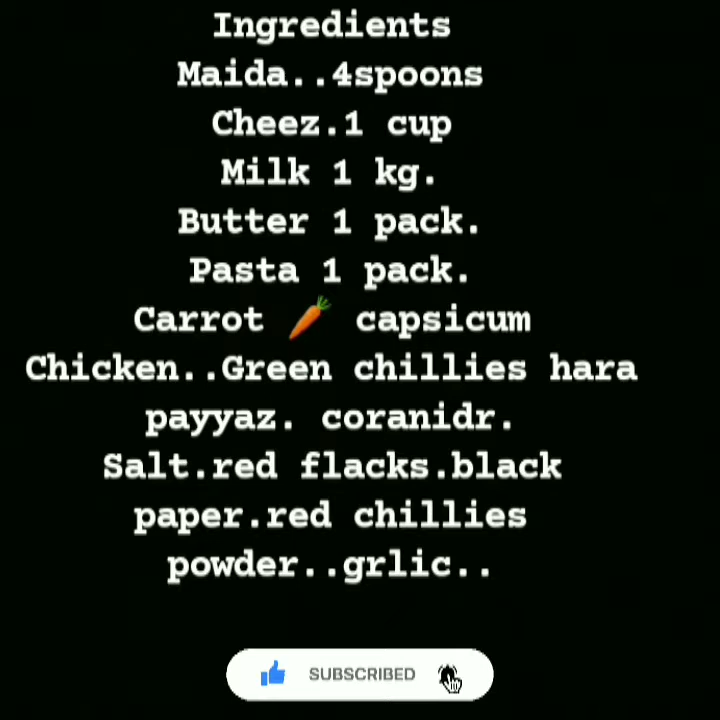 Ingredients
Maida..4spoons
Cheez.1 cup
Milk 1 kg.
Butter 1 pack.
Pasta 1 pack.
Carrot 🥕 capsicum
Chicken..Green chillies hara
payyaz. coranidr.
Salt.red flacks.black
paper.red chillies
powder..grlic..
SUBSCRIBED